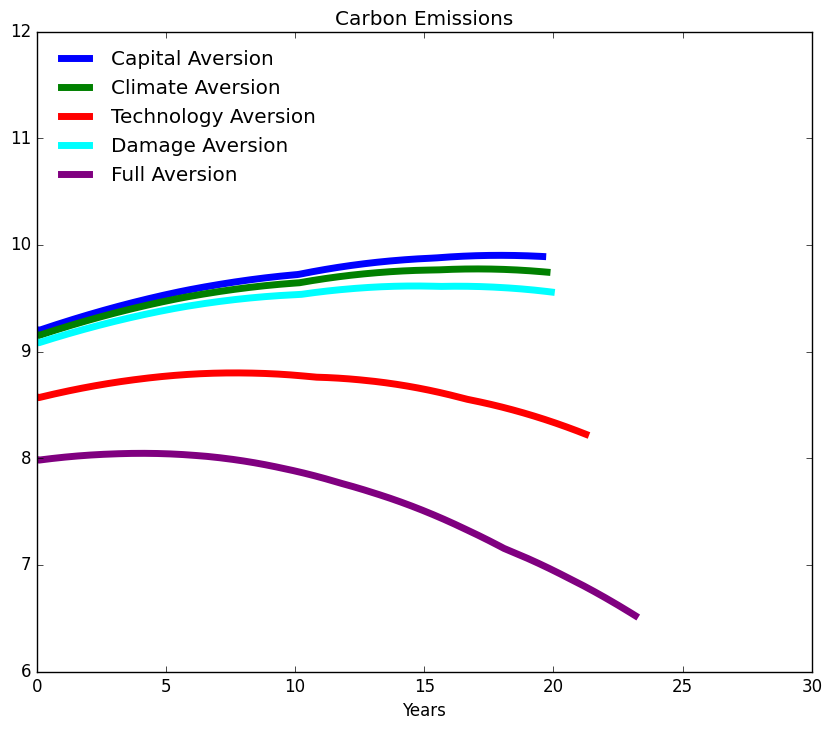 Carbon Emissions
12
11
10
9
8
7
6
Capital Aversion
Climate Aversion
Technology Aversion
Damage Aversion
Full Aversion
0 5 10 15 20 25 30
Years